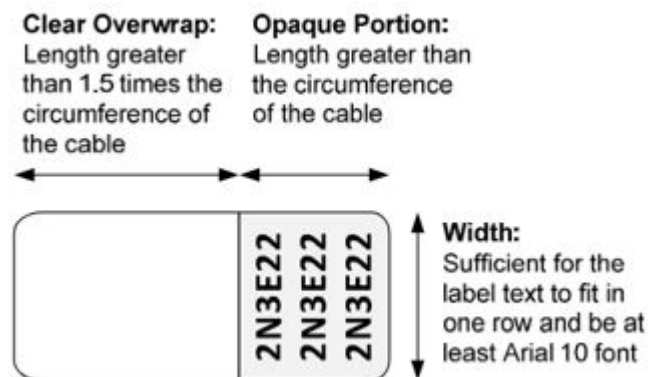 Clear Overwrap:
Length greater
than 1.5 times the
circumference of
the cable
Opaque Portion:
Length greater than
the circumference
of the cable
2N3E22
2N3E22
2N3E22
Width:
Sufficient for the
label text to fit in
one row and be at
least Arial 10 font